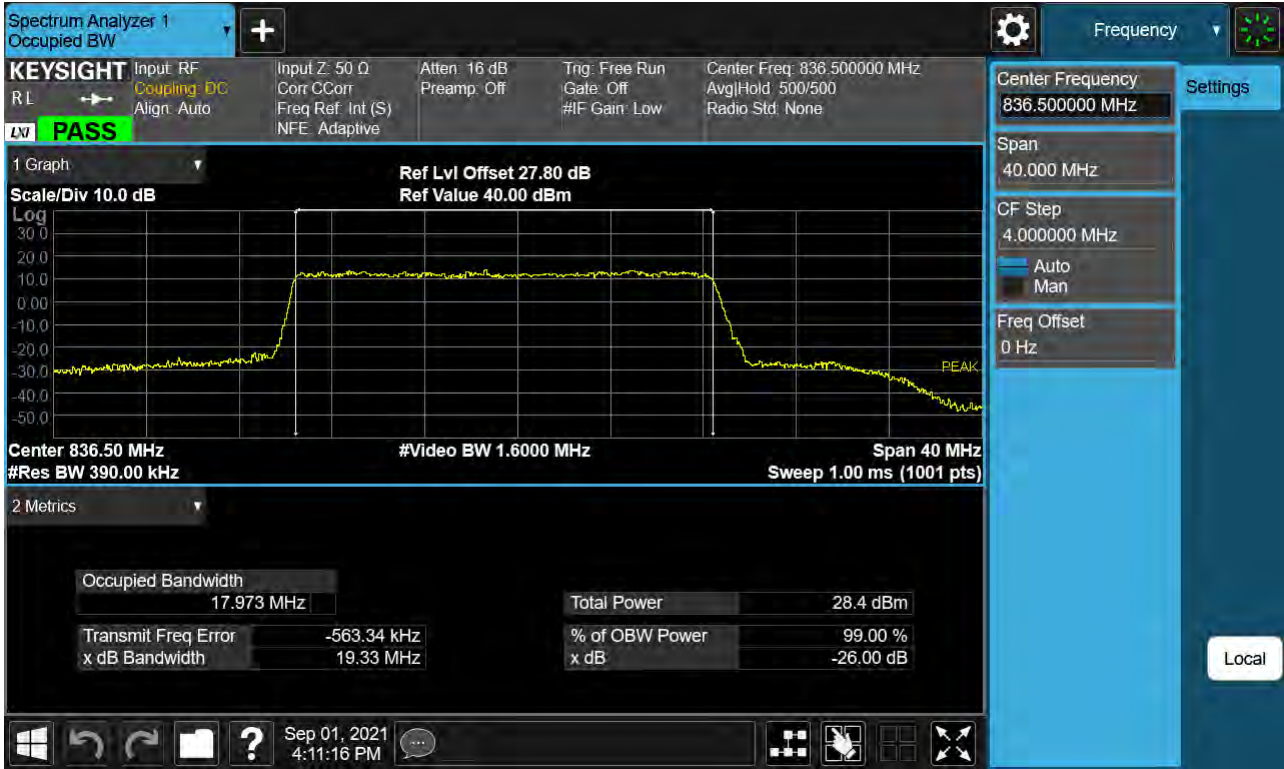 Spectrum Analyzer 1
Occupied BW
Frequency
KEYSIGHT
RL
LXI
PASS
Input: RF
Coupling: DC
Align: Auto
Input Z: 50 Ω
Corr CCorr
Freq Ref: Int (S)
NFE: Adaptive
Atten: 16 dB
Preamp: Off
Trig: Free Run
Gate: Off
#IF Gain: Low
Center Freq: 836.500000 MHz
Avg|Hold: 500/500
Radio Std: None
Center Frequency
836.500000 MHz
Settings
Span
40.000 MHz
CF Step
4.000000 MHz
Auto
Man
Freq Offset
0 Hz
Local
1 Graph
Scale/Div 10.0 dB
Ref Lvl Offset 27.80 dB
Ref Value 40.00 dBm
Log
30.0
20.0
10.0
0.00
-10.0
-20.0
-30.0
-40.0
-50.0
PEAK
Center 836.50 MHz
#Video BW 1.6000 MHz
Span 40 MHz
#Res BW 390.00 kHz
Sweep 1.00 ms (1001 pts)
2 Metrics
Occupied Bandwidth
17.973 MHz
Total Power 28.4 dBm
Transmit Freq Error -563.34 kHz
% of OBW Power 99.00 %
x dB Bandwidth 19.33 MHz
x dB -26.00 dB
?
Sep 01, 2021
4:11:16 PM